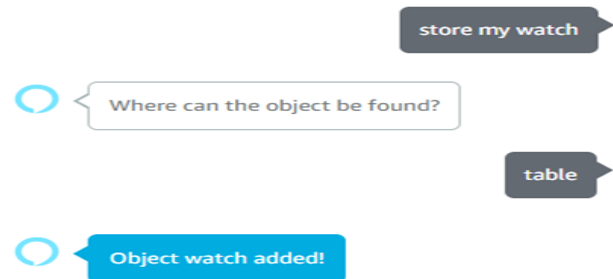 store my watch
Where can the object be found?
table
Object watch added!